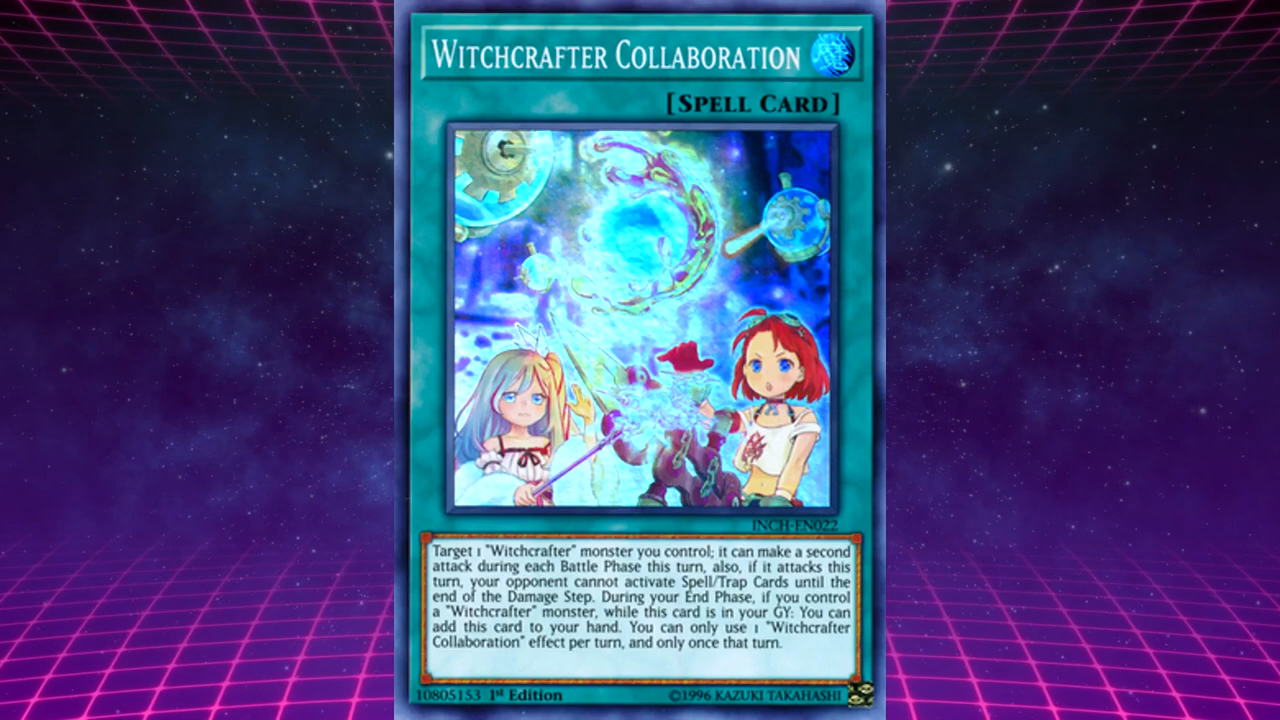 WITCHCRAFTER COLLABORATION 魔
[SPELL CARD]
INCH-EN022
Target 1 "Witchcrafter" monster you control; it can make a second
attack during each Battle Phase this turn, also, if it attacks this
turn, your opponent cannot activate Spell/Trap Cards until the
end of the Damage Step. During your End Phase, if you control
a "Witchcrafter" monster, while this card is in your GY: You can
add this card to your hand. You can only use 1 "Witchcrafter
Collaboration" effect per turn, and only once that turn.
10805153 1st Edition ©1996 KAZUKI TAKAHASHI